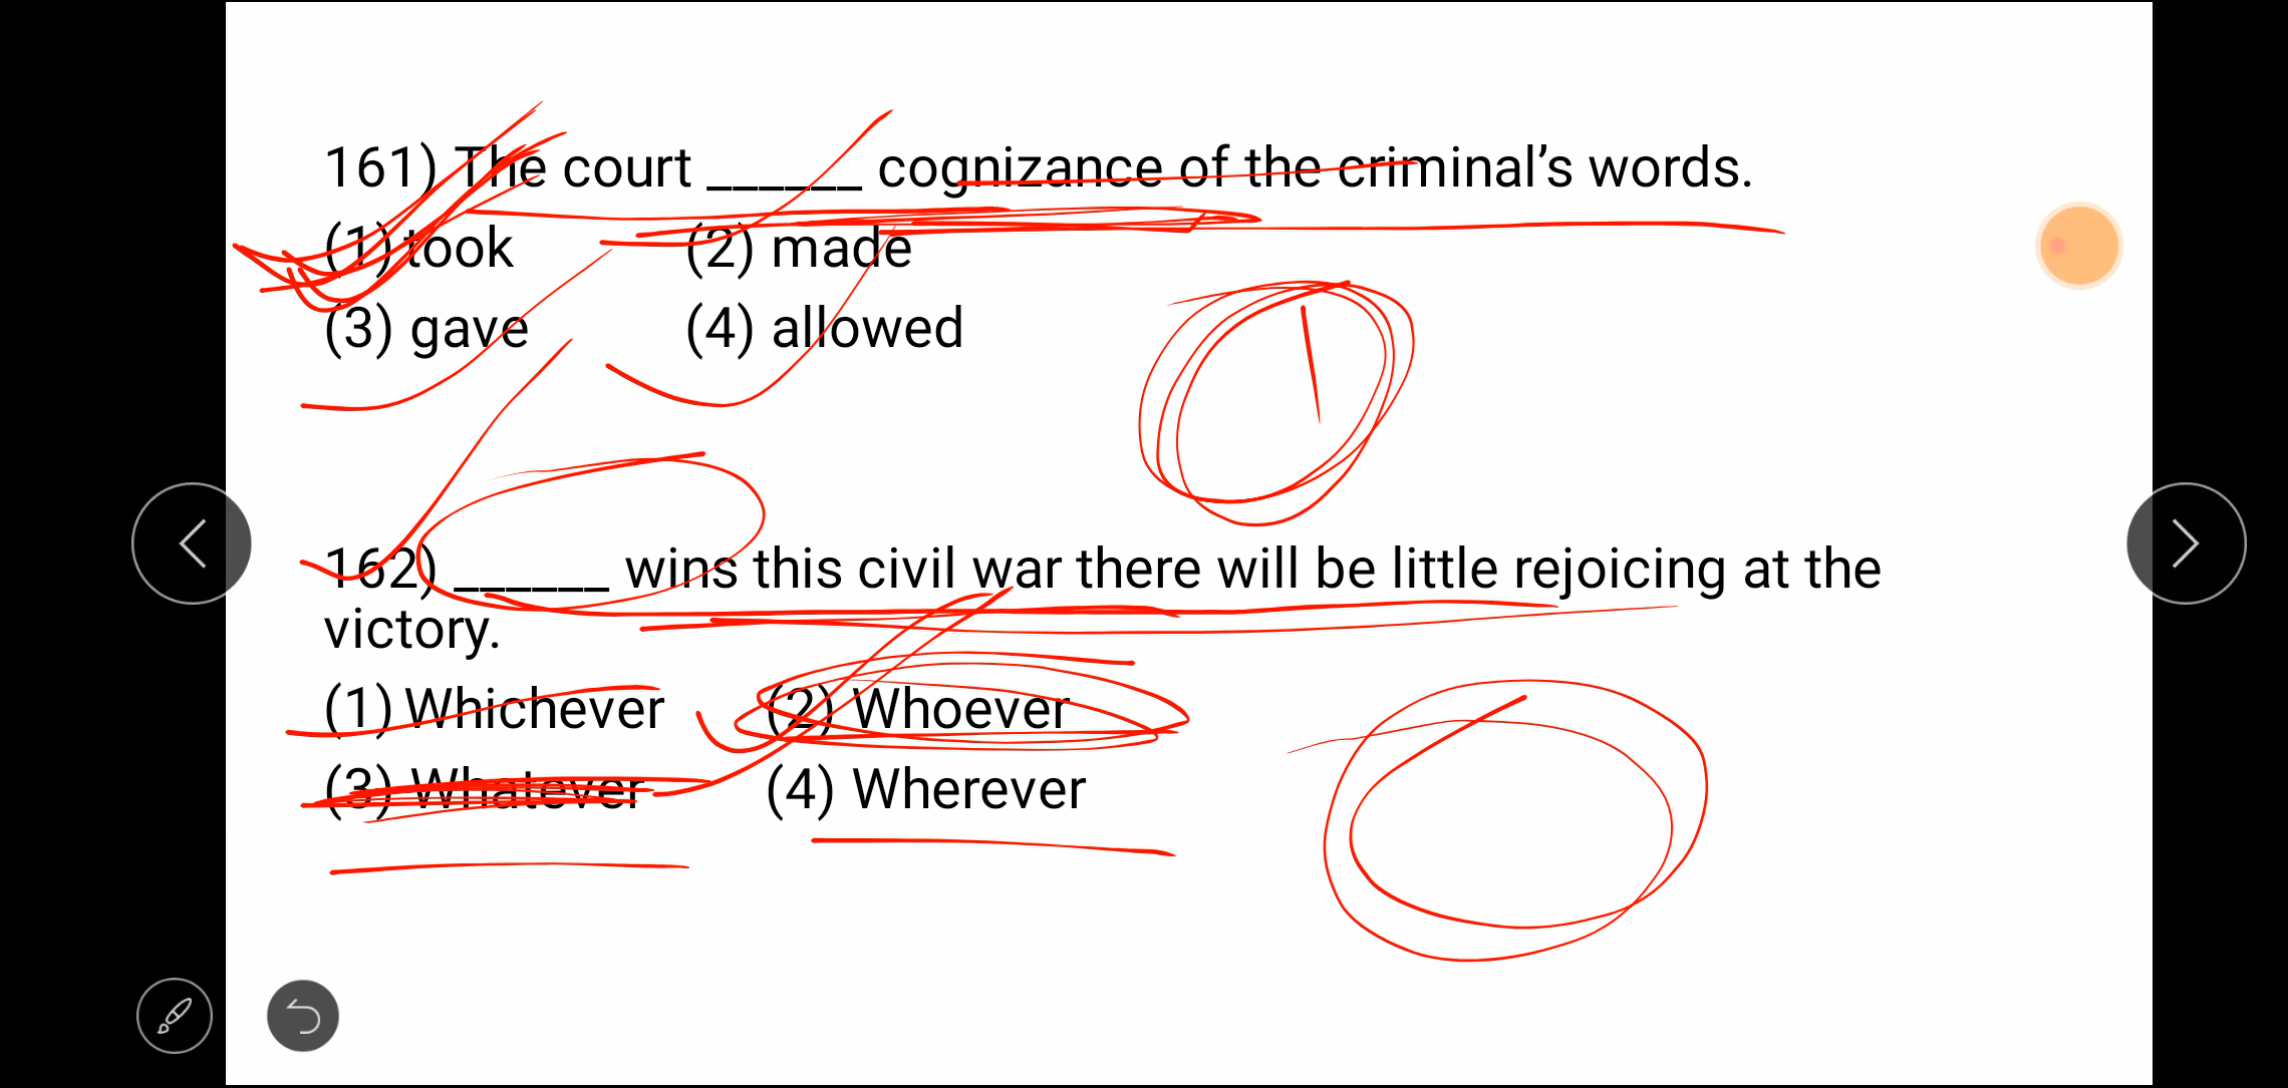 161) The court ______ cognizance of the criminal’s words.
(1) took (2) made
(3) gave (4) allowed
162) ______ wins this civil war there will be little rejoicing at the
victory.
(1) Whichever (2) Whoever
(3) Whatever (4) Wherever